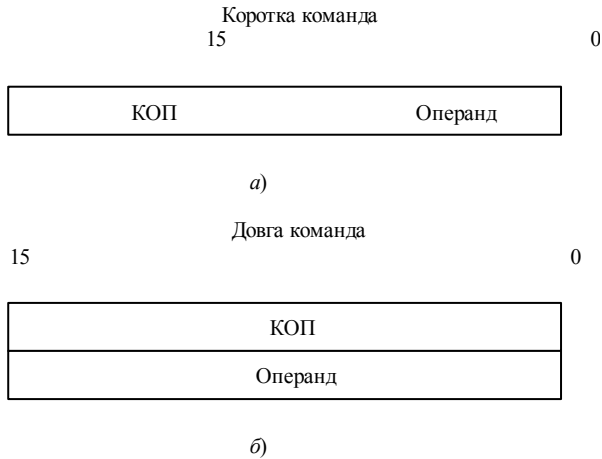 Коротка команда
15 0
КОП Операнд
а)
Довга команда
15 0
КОП
Операнд
б)